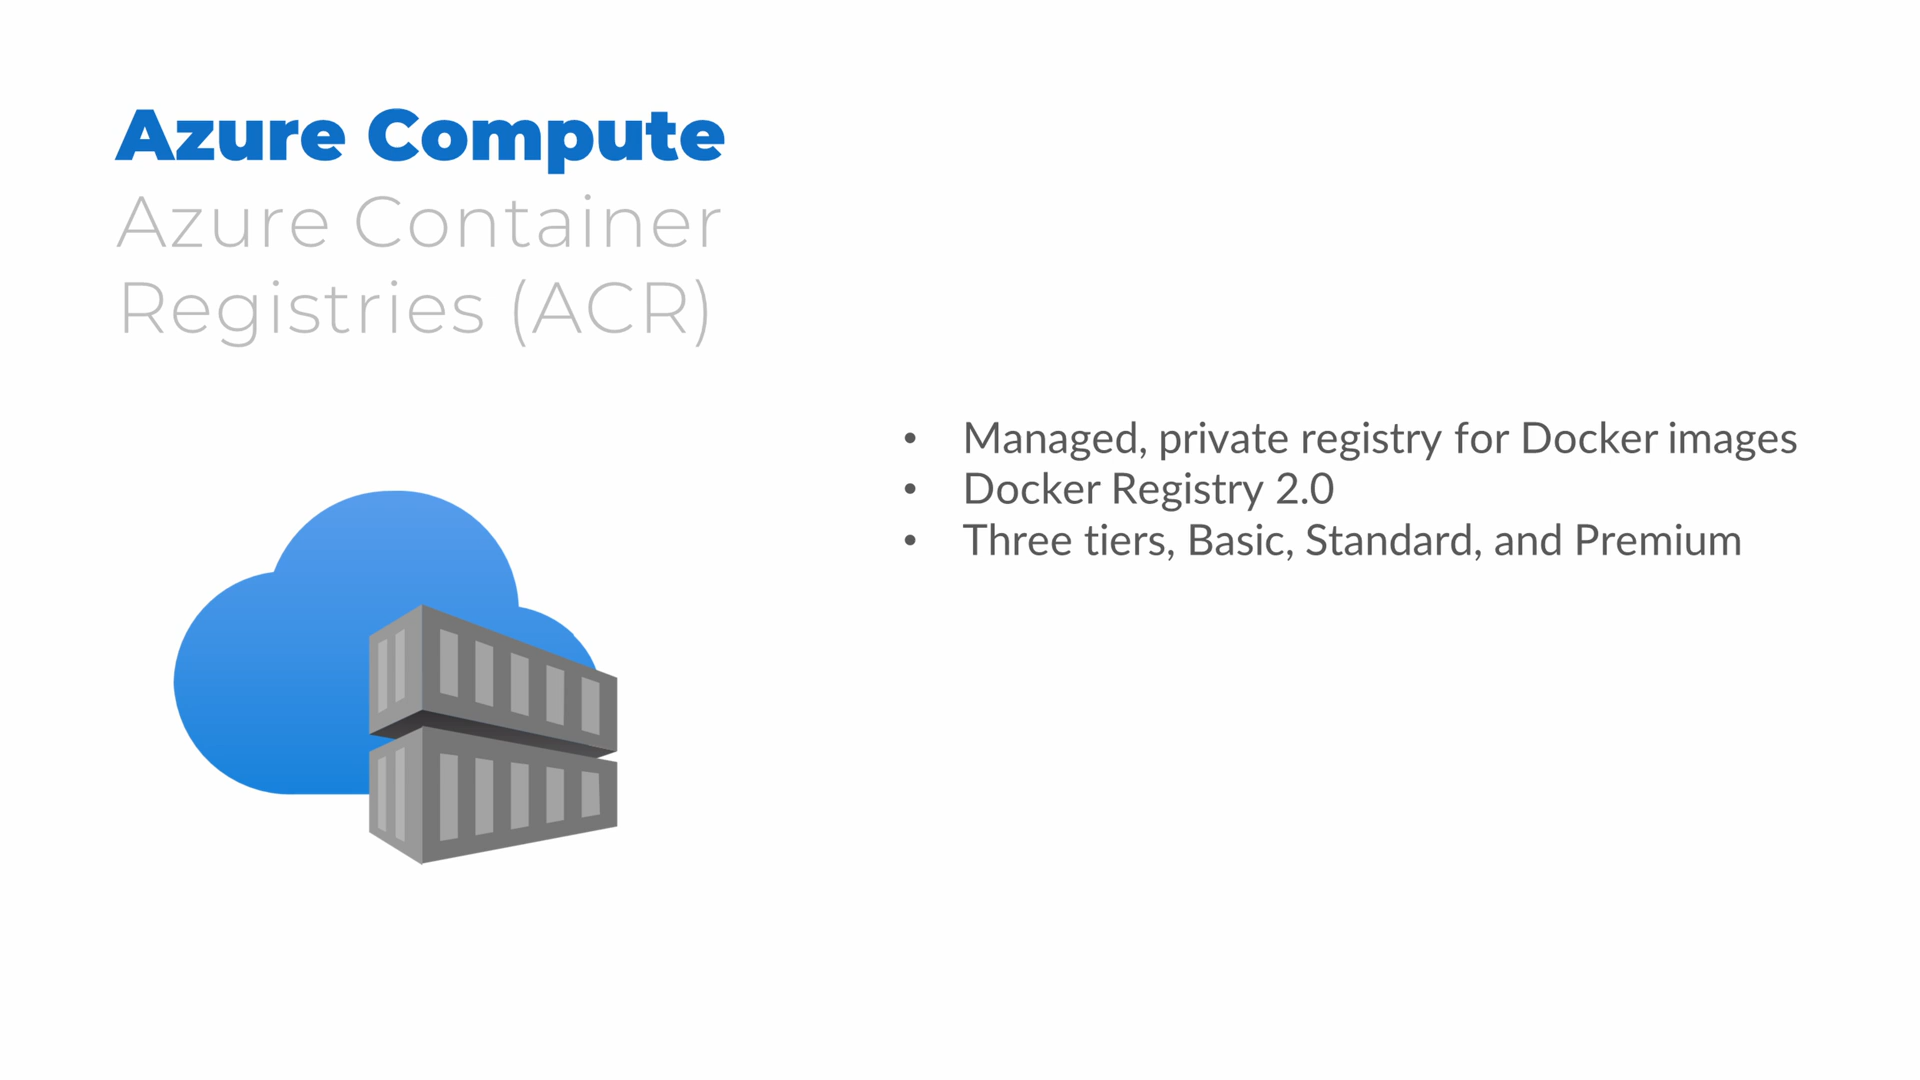 Azure Compute
Azure Container
Registries (ACR)
• Managed, private registry for Docker images
• Docker Registry 2.0
• Three tiers, Basic, Standard, and Premium